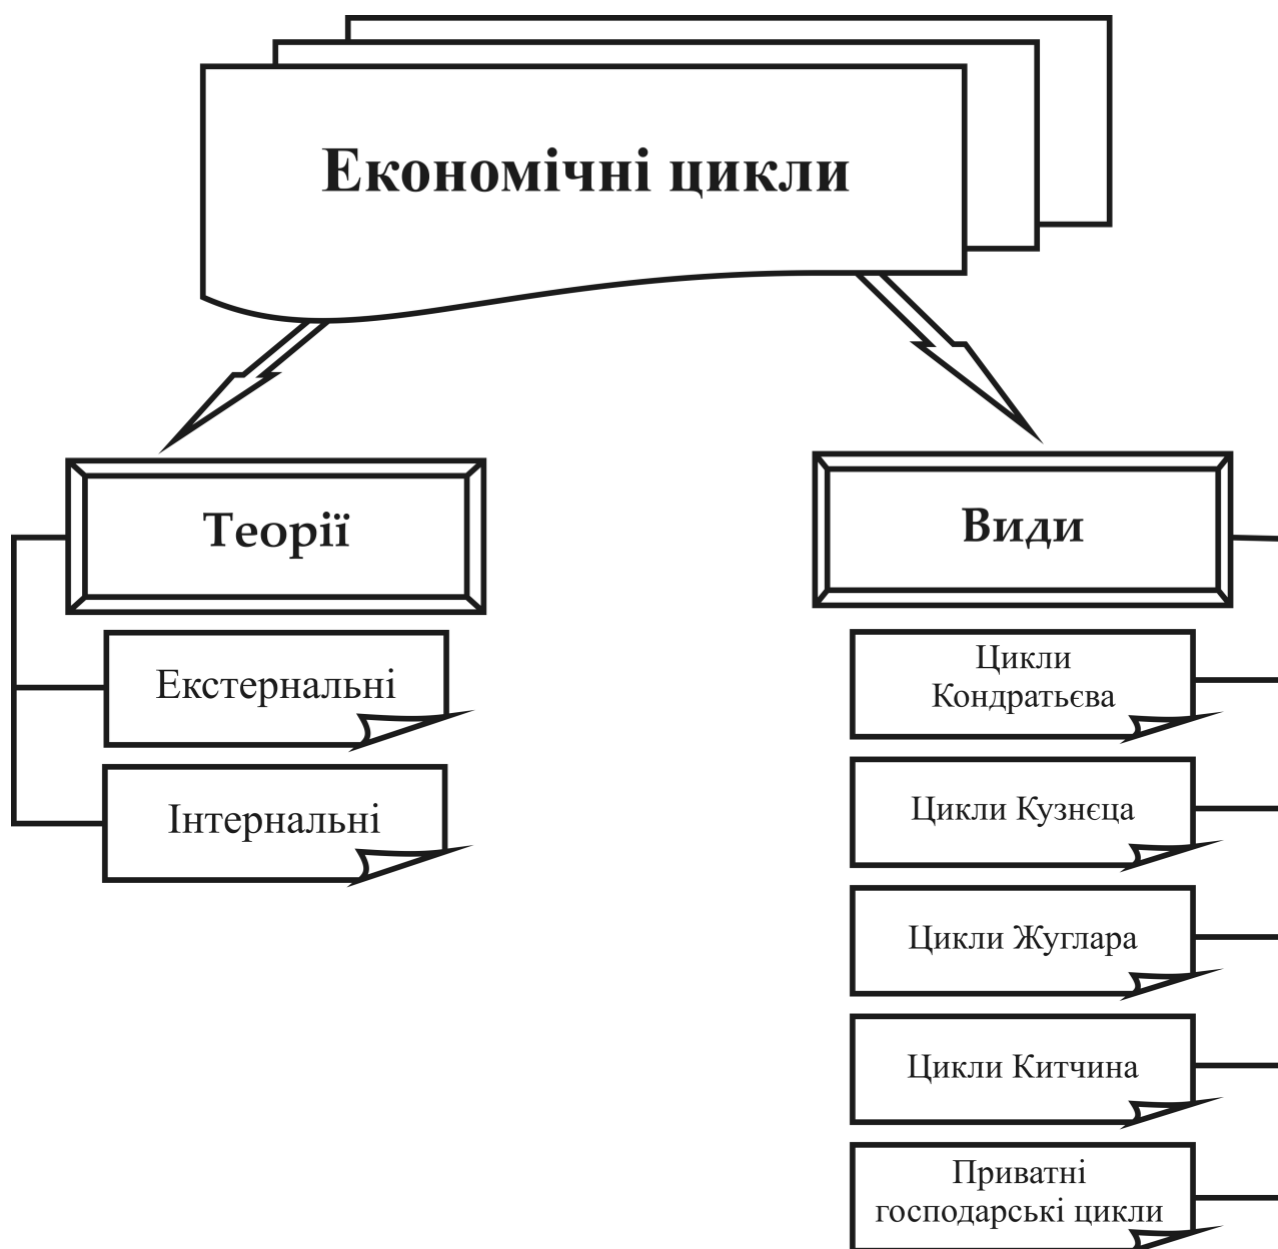 Економічні цикли
Теорії
Екстернальні
Інтернальні
Види
Цикли
Кондратьєва
Цикли Кузнєца
Цикли Жуглара
Цикли Китчина
Приватні
господарські цикли